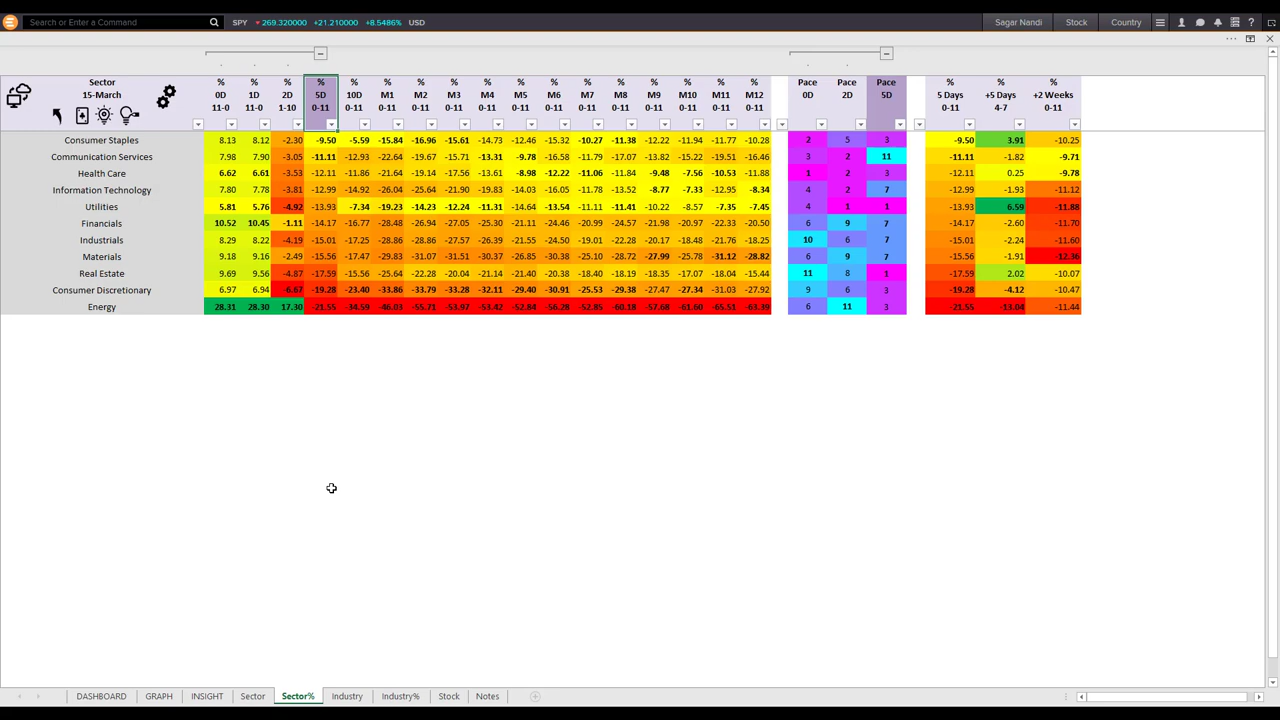 Search or Enter a Command SPY 269.320000 +21.210000 +8.5486% USD Sagar Nandi Stock Country
Sector % % % % % % % % % % % % % % % % % Pace Pace Pace % % %
15-March 0D 1D 2D 5D 10D M1 M2 M3 M4 M5 M6 M7 M8 M9 M10 M11 M12 0D 2D 5D 5 Days +5 Days +2 Weeks
11-0 11-0 1-10 0-11 0-11 0-11 0-11 0-11 0-11 0-11 0-11 0-11 0-11 0-11 0-11 0-11 0-11 0-11 4-7 0-11
Consumer Staples 8.13 8.12 -2.30 -9.50 -5.59 -15.84 -16.96 -15.61 -14.73 -12.46 -15.32 -10.27 -11.38 -12.22 -11.94 -11.77 -10.28 2 5 3 -9.50 3.91 -10.25
Communication Services 7.98 7.90 -3.05 -11.11 -12.93 -22.64 -19.67 -15.71 -13.31 -9.78 -16.58 -11.79 -17.07 -13.82 -15.22 -19.51 -16.46 3 2 11 -11.11 -1.82 -9.71
Health Care 6.62 6.61 -3.53 -12.11 -11.86 -21.64 -19.14 -17.56 -13.61 -8.98 -12.22 -11.06 -11.84 -9.48 -7.56 -10.53 -11.88 1 2 3 -12.11 0.25 -9.78
Information Technology 7.80 7.78 -3.81 -12.99 -14.92 -26.04 -25.64 -21.90 -19.83 -14.03 -16.05 -11.78 -13.52 -8.77 -7.33 -12.95 -8.34 4 2 7 -12.99 -1.93 -11.12
Utilities 5.81 5.76 -4.92 -13.93 -7.34 -19.23 -14.23 -12.24 -11.31 -14.64 -13.54 -11.11 -11.41 -10.22 -8.57 -7.35 -7.45 4 1 1 -13.93 6.59 -11.88
Financials 10.52 10.45 -1.11 -14.17 -16.77 -28.48 -26.94 -27.05 -25.30 -21.11 -27.46 -20.99 -24.57 -21.98 -20.97 -22.33 -20.50 6 9 7 -14.17 -2.60 -11.70
Industrials 8.29 8.22 -4.19 -15.01 -17.25 -28.86 -28.86 -27.57 -26.39 -21.55 -24.50 -19.01 -22.28 -20.17 -18.48 -21.76 -18.25 10 6 7 -15.01 -2.24 -11.60
Materials 9.18 9.16 -2.49 -15.56 -17.47 -29.83 -31.07 -31.51 -30.37 -26.85 -30.38 -25.10 -28.72 -27.99 -25.78 -31.12 -28.82 6 9 7 -15.56 -1.91 -12.36
Real Estate 9.69 9.56 -4.87 -17.59 -15.56 -24.64 -22.28 -20.04 -21.14 -21.40 -20.38 -18.40 -19.19 -18.35 -17.07 -18.04 -15.44 11 8 1 -17.59 2.02 -10.07
Consumer Discretionary 6.97 6.94 -6.67 -19.28 -23.40 -33.86 -33.79 -33.28 -32.11 -29.40 -30.91 -25.53 -29.38 -27.47 -27.34 -31.03 -27.92 9 6 3 -19.28 -4.12 -10.47
Energy 28.31 28.30 17.30 -21.55 -34.59 -46.03 -55.71 -53.97 -53.42 -52.84 -56.28 -52.85 -60.18 -57.68 -61.60 -65.51 -63.39 6 11 3 -21.55 -13.04 -11.44
DASHBOARD GRAPH INSIGHT Sector Sector% Industry Industry% Stock Notes